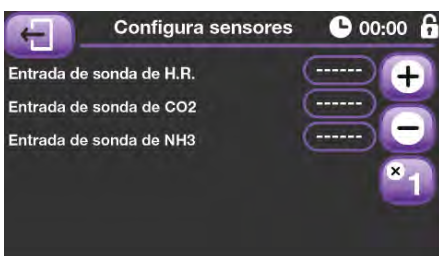 Configura sensores 00:00
Entrada de sonda de H.R. ------
Entrada de sonda de CO2 ------
Entrada de sonda de NH3 ------
+
-
×1